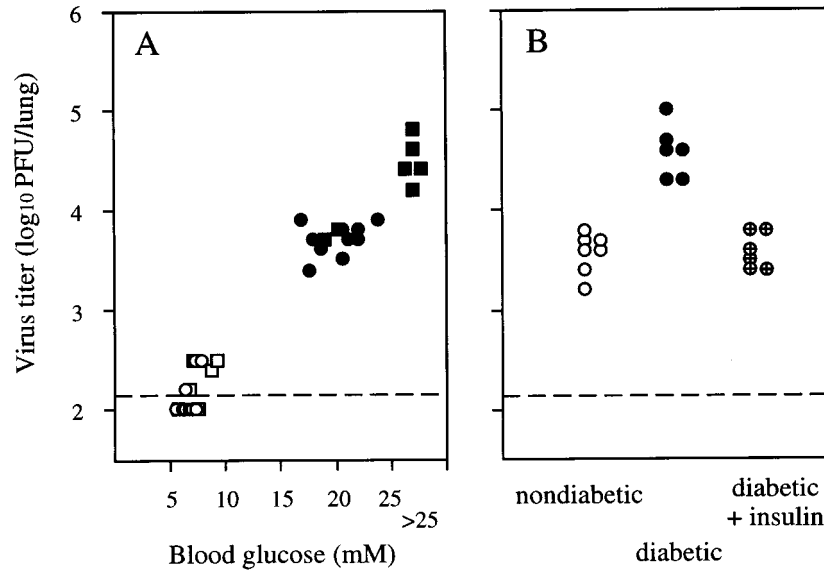 A
B
Virus titer (log10 PFU/lung)
6
5
4
3
2
5 10 15 20 25
>25
Blood glucose (mM)
nondiabetic
diabetic
+ insulin
diabetic